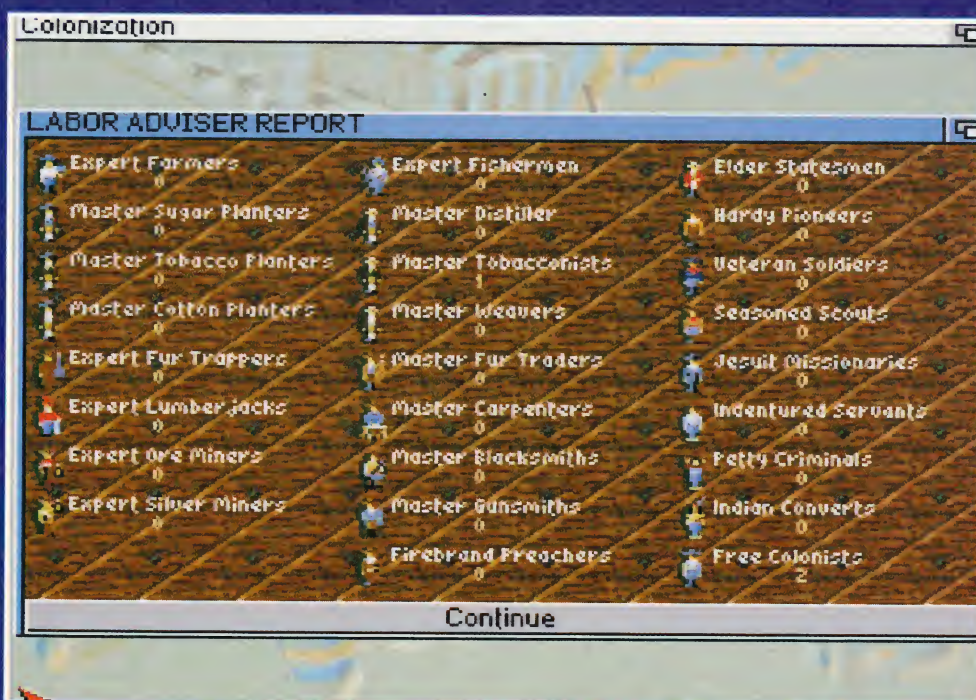 Colonization
LABOR ADVISER REPORT
Expert Farmers
0
Master Sugar Planters
0
Master Tobacco Planters
0
Master Cotton Planters
0
Expert Fur Trappers
0
Expert Lumberjacks
0
Expert Ore Miners
0
Expert Silver Miners
0
Expert Fishermen
0
Master Distiller
0
Master Tobacconists
1
Master Weavers
0
Master Fur Traders
0
Master Carpenters
0
Master Blacksmiths
0
Master Gunsmiths
0
Firebrand Preachers
0
Elder Statesmen
0
Hardy Pioneers
0
Veteran Soldiers
0
Seasoned Scouts
0
Jesuit Missionaries
0
Indentured Servants
0
Petty Criminals
0
Indian Converts
0
Free Colonists
2
Continue